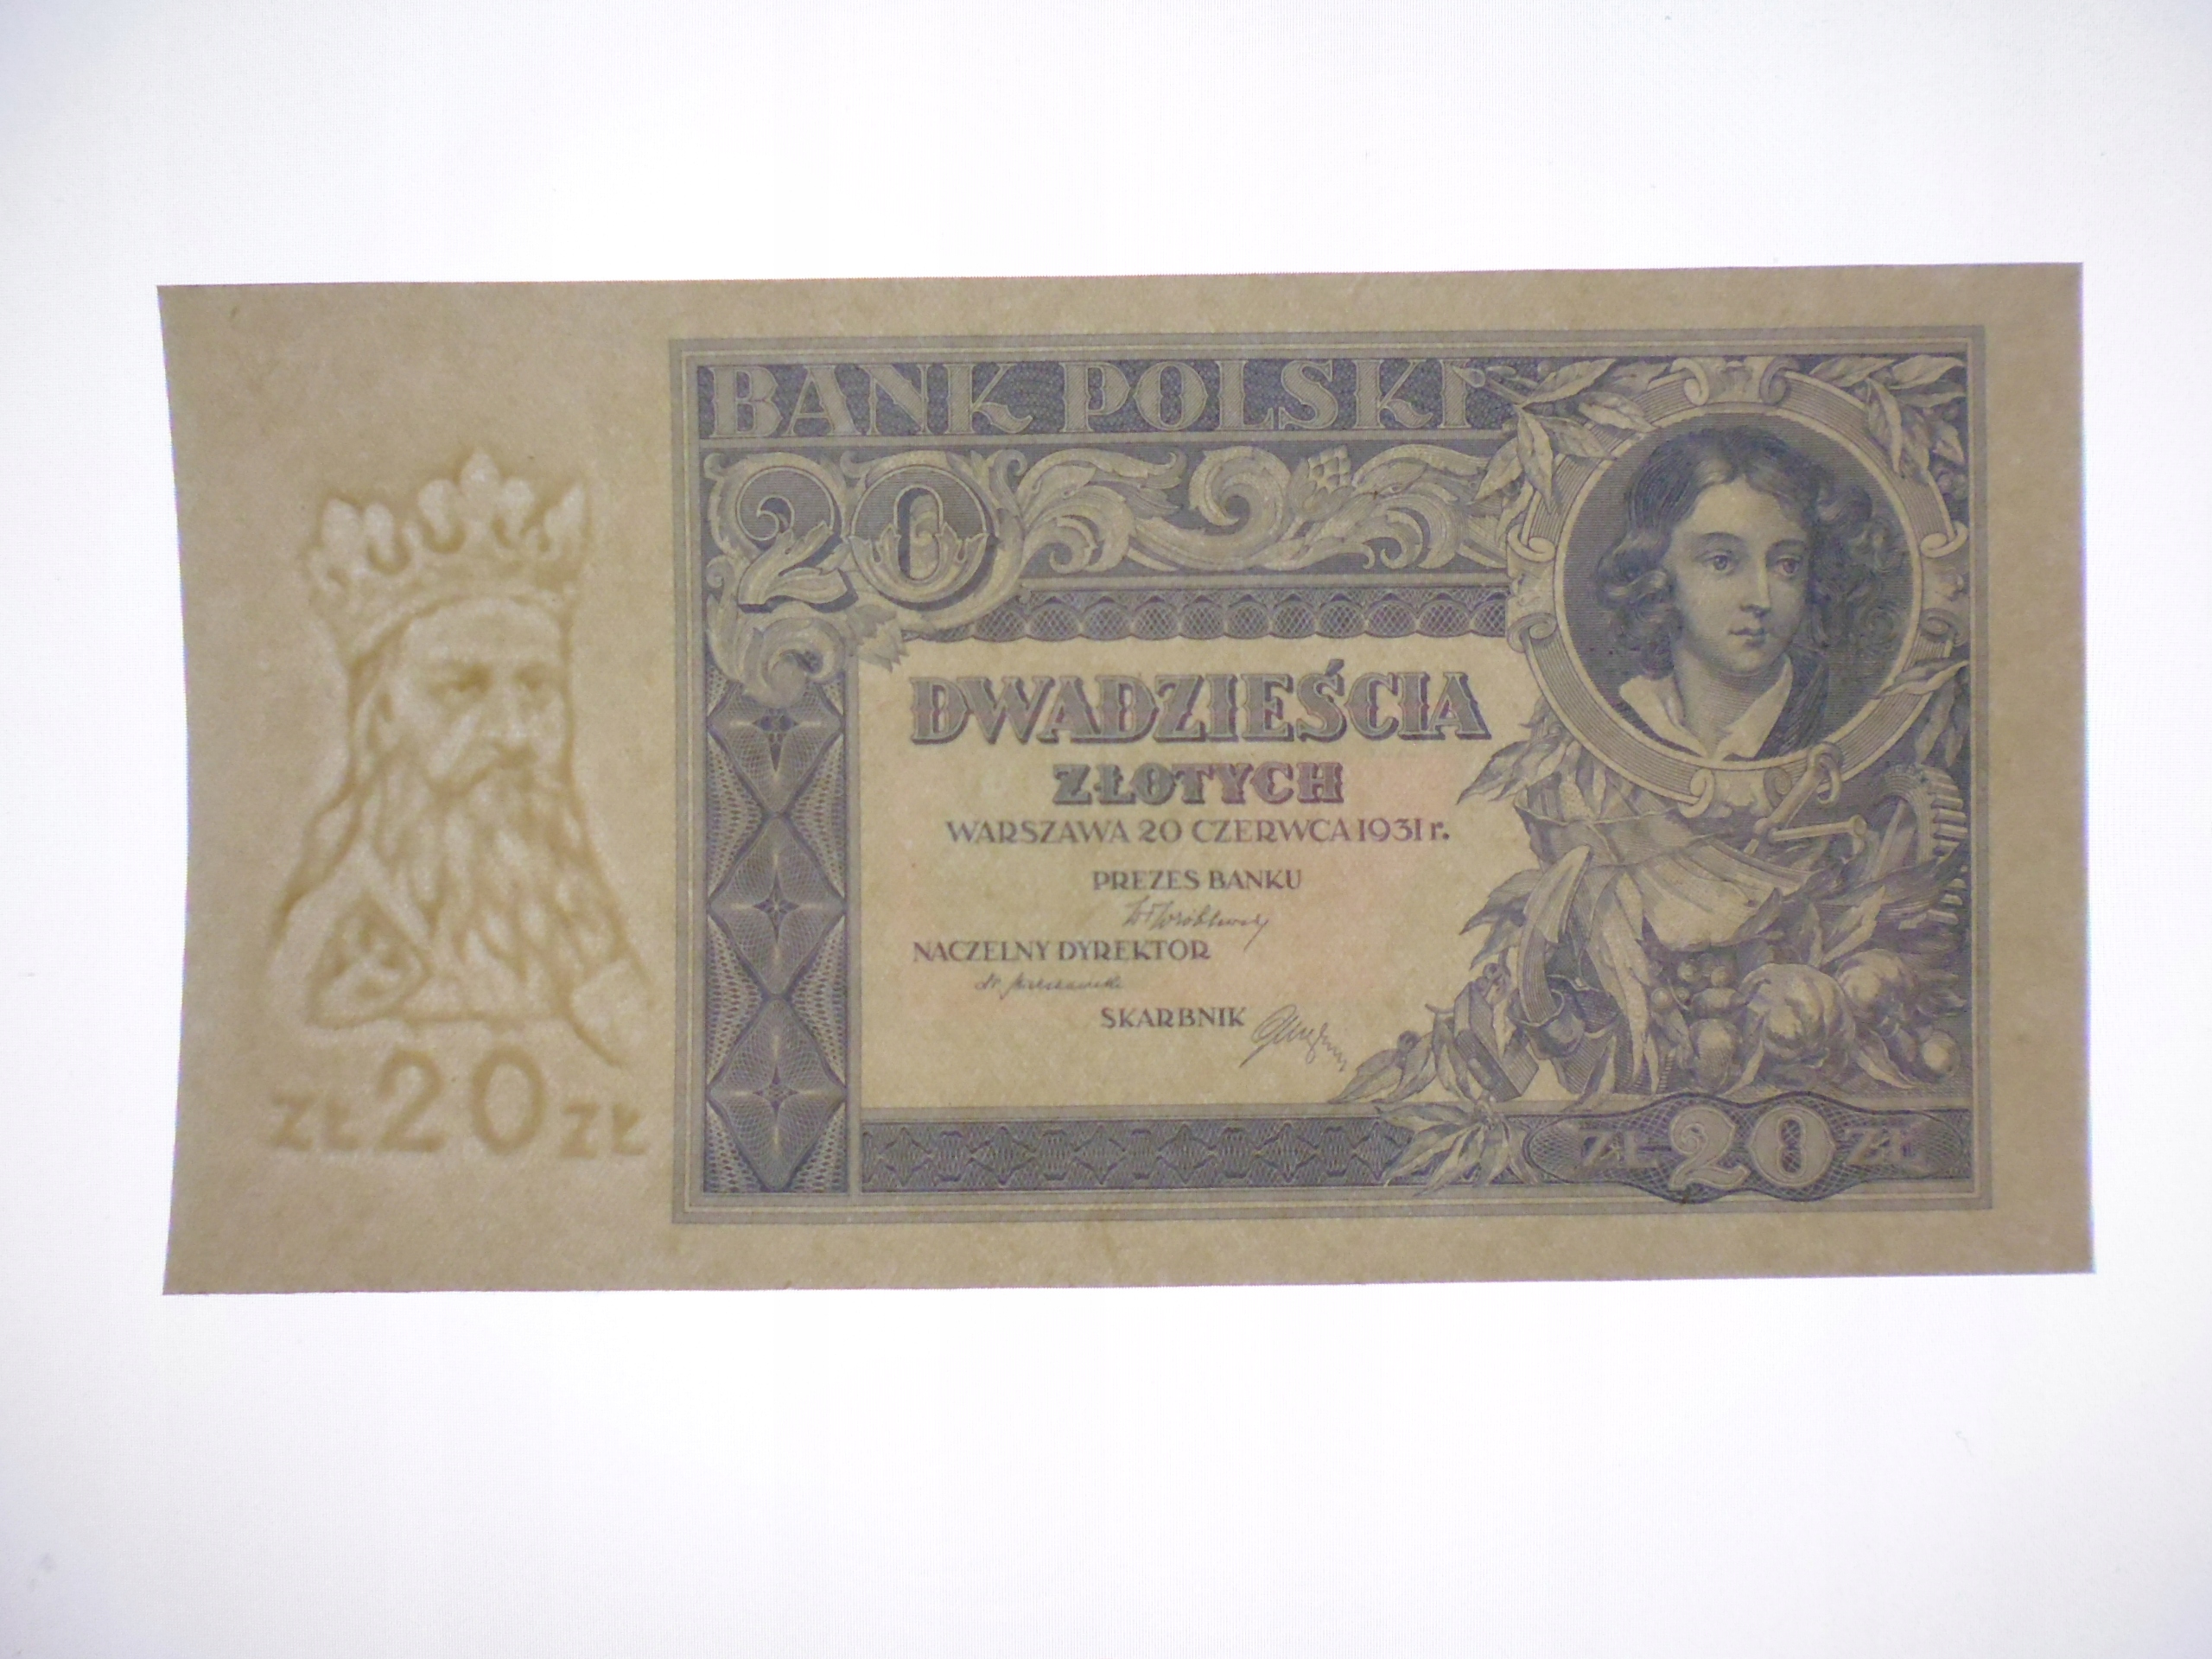 BANK POLSKI
20
DWADZIEŚCIA
ZŁOTYCH
WARSZAWA 20 CZERWCA 1931 r.
PREZES BANKU
NACZELNY DYREKTOR
SKARBNIK
ZŁ 20 ZŁ
ZŁ 20 ZŁ